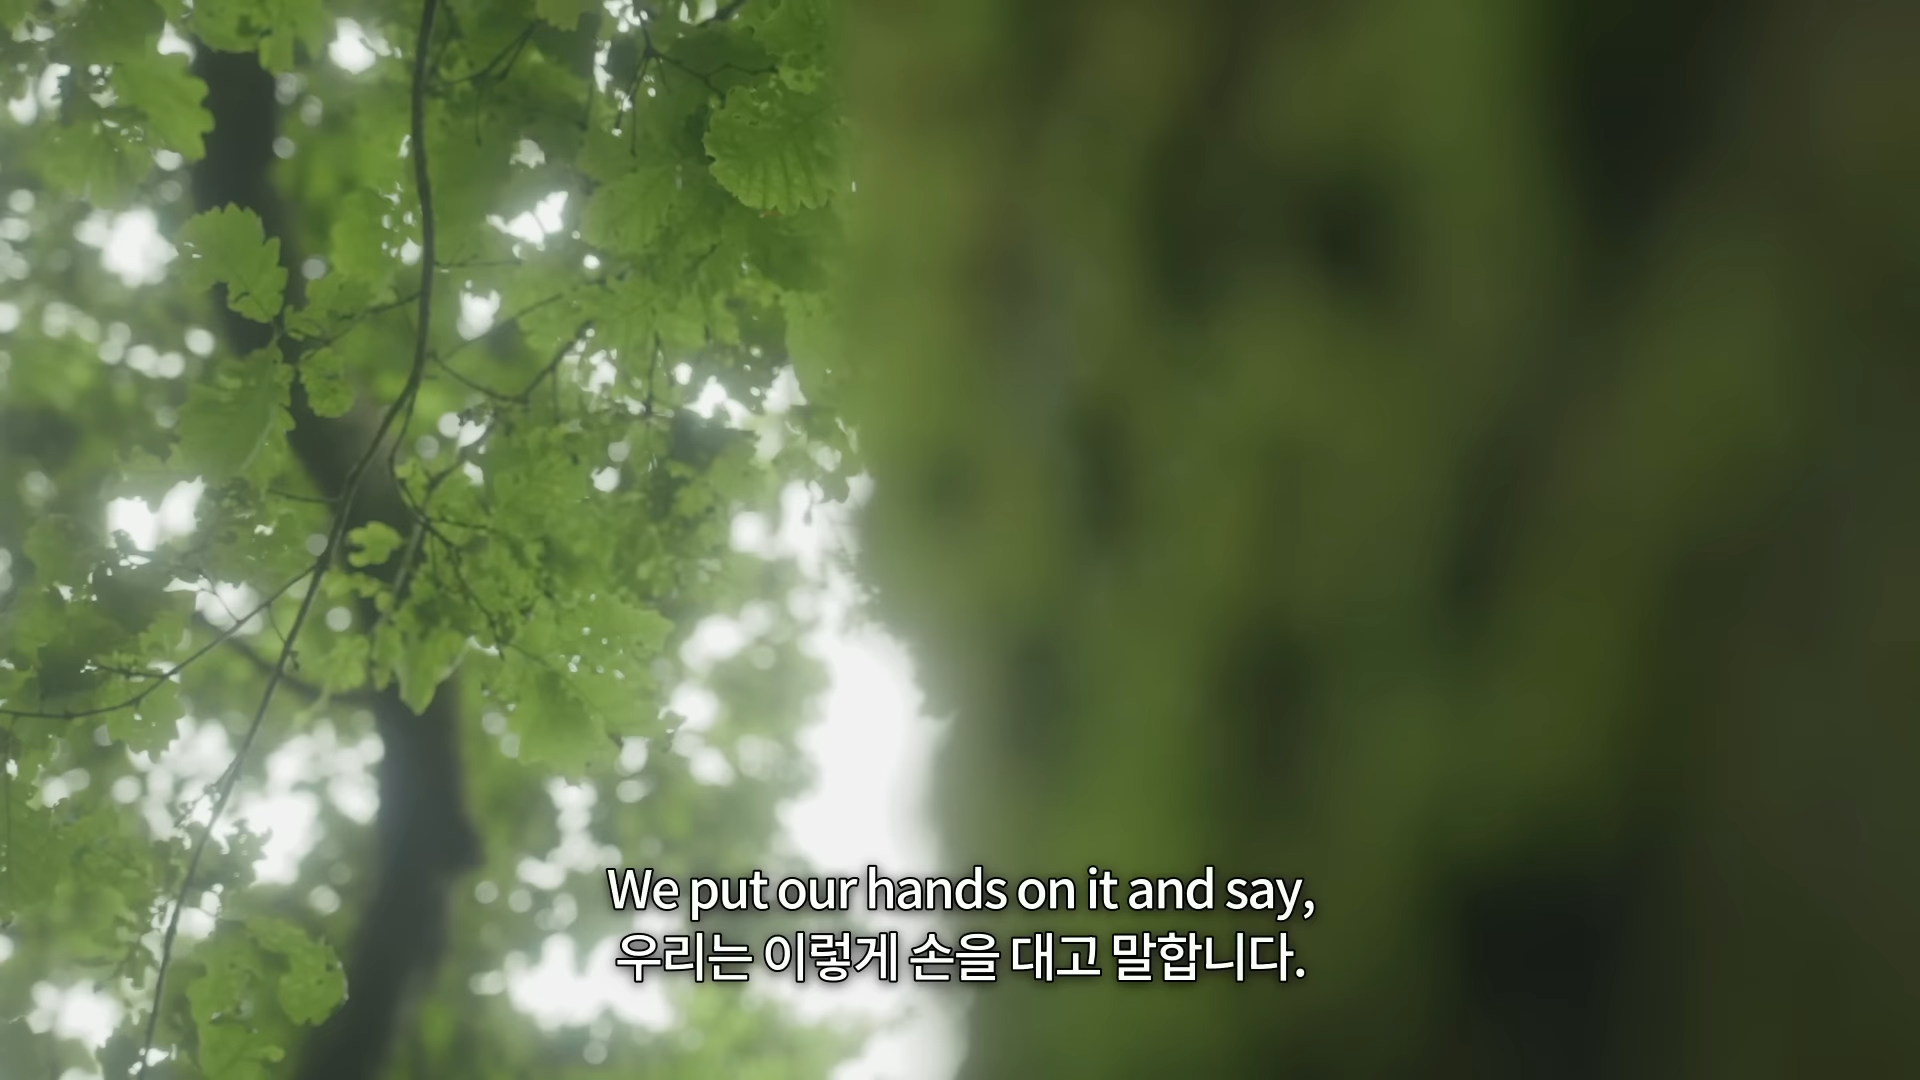 We put our hands on it and say,
우리는 이렇게 손을 대고 말합니다.